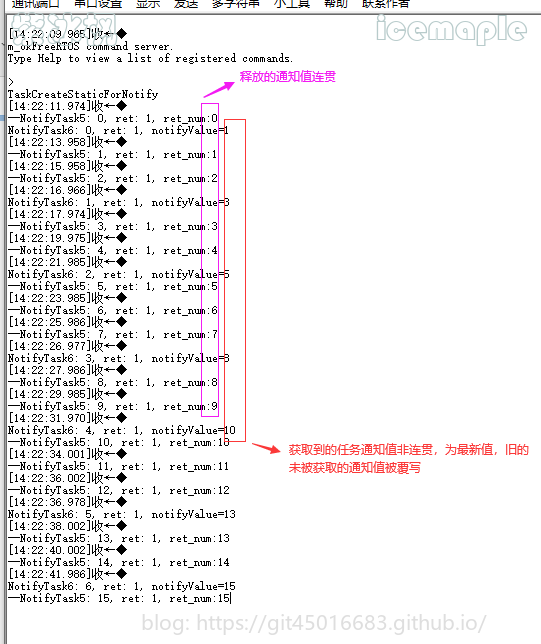 通讯端口 串口设置 显示 发送 多字符串 小工具 帮助 联系作者
icemaple
[14:22:09.965]收←◆
m_okFreeRTOS command server.
Type Help to view a list of registered commands.
>
释放的通知值连贯
TaskCreateStaticForNotify
[14:22:11.974]收←◆
—NotifyTask5: 0, ret: 1, ret_num:0
NotifyTask6: 0, ret: 1, notifyValue=1
[14:22:13.958]收←◆
—NotifyTask5: 1, ret: 1, ret_num:1
[14:22:15.958]收←◆
—NotifyTask5: 2, ret: 1, ret_num:2
[14:22:16.966]收←◆
NotifyTask6: 1, ret: 1, notifyValue=3
[14:22:17.974]收←◆
—NotifyTask5: 3, ret: 1, ret_num:3
[14:22:19.975]收←◆
—NotifyTask5: 4, ret: 1, ret_num:4
[14:22:21.985]收←◆
NotifyTask6: 2, ret: 1, notifyValue=5
—NotifyTask5: 5, ret: 1, ret_num:5
[14:22:23.985]收←◆
—NotifyTask5: 6, ret: 1, ret_num:6
[14:22:25.986]收←◆
—NotifyTask5: 7, ret: 1, ret_num:7
[14:22:26.977]收←◆
NotifyTask6: 3, ret: 1, notifyValue=8
[14:22:27.986]收←◆
—NotifyTask5: 8, ret: 1, ret_num:8
[14:22:29.985]收←◆
—NotifyTask5: 9, ret: 1, ret_num:9
[14:22:31.970]收←◆
NotifyTask6: 4, ret: 1, notifyValue=10
—NotifyTask5: 10, ret: 1, ret_num:10
获取到的任务通知值非连贯，为最新值，旧的
未被获取的通知值被覆写
[14:22:34.001]收←◆
—NotifyTask5: 11, ret: 1, ret_num:11
[14:22:36.002]收←◆
—NotifyTask5: 12, ret: 1, ret_num:12
[14:22:36.978]收←◆
NotifyTask6: 5, ret: 1, notifyValue=13
[14:22:38.002]收←◆
—NotifyTask5: 13, ret: 1, ret_num:13
[14:22:40.002]收←◆
—NotifyTask5: 14, ret: 1, ret_num:14
[14:22:41.986]收←◆
NotifyTask6: 6, ret: 1, notifyValue=15
—NotifyTask5: 15, ret: 1, ret_num:15
blog: https://git45016683.github.io/